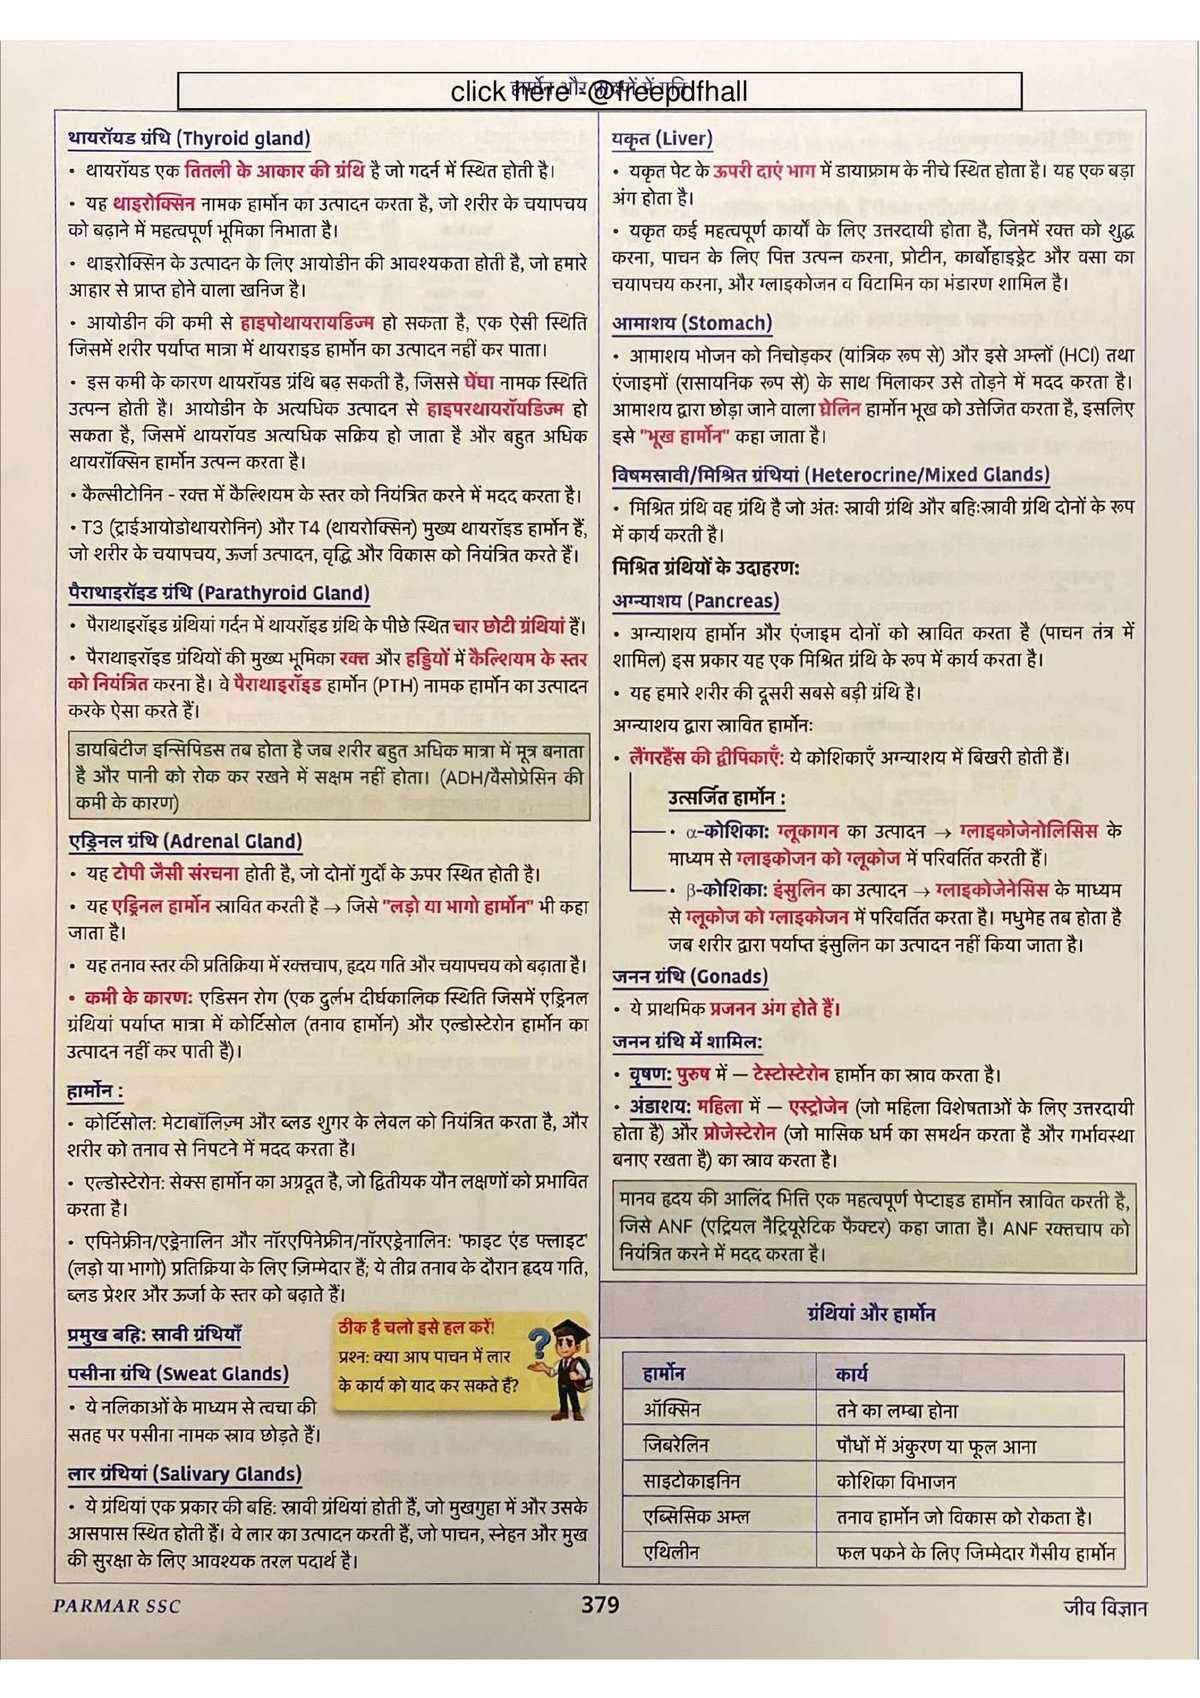 click here - @freepdfhall
थायरॉयड ग्रंथि (Thyroid gland)
• थायरॉयड एक तितली के आकार की ग्रंथि है जो गर्दन में स्थित होती है।
• यह थाइरोक्सिन नामक हार्मोन का उत्पादन करता है, जो शरीर के चयापचय
को बढ़ाने में महत्वपूर्ण भूमिका निभाता है।
• थाइरोक्सिन के उत्पादन के लिए आयोडीन की आवश्यकता होती है, जो हमारे
आहार से प्राप्त होने वाला खनिज है।
• आयोडीन की कमी से हाइपोथायरायडिज्म हो सकता है, एक ऐसी स्थिति
जिसमें शरीर पर्याप्त मात्रा में थायराइड हार्मोन का उत्पादन नहीं कर पाता।
• इस कमी के कारण थायरॉयड ग्रंथि बढ़ सकती है, जिससे घेंघा नामक स्थिति
उत्पन्न होती है। आयोडीन के अत्यधिक उत्पादन से हाइपरथायरॉयडिज्म हो
सकता है, जिसमें थायरॉयड अत्यधिक सक्रिय हो जाता है और बहुत अधिक
थायरॉक्सिन हार्मोन उत्पन्न करता है।
• कैल्सीटोनिन - रक्त में कैल्शियम के स्तर को नियंत्रित करने में मदद करता है।
• T3 (ट्राईआयोडोथायरोनिन) और T4 (थायरोक्सिन) मुख्य थायरॉइड हार्मोन हैं,
जो शरीर के चयापचय, ऊर्जा उत्पादन, वृद्धि और विकास को नियंत्रित करते हैं।
पैराथाइरॉइड ग्रंथि (Parathyroid Gland)
• पैराथाइरॉइड ग्रंथियां गर्दन में थायरॉइड ग्रंथि के पीछे स्थित चार छोटी ग्रंथियां हैं।
• पैराथाइरॉइड ग्रंथियों की मुख्य भूमिका रक्त और हड्डियों में कैल्शियम के स्तर
को नियंत्रित करना है। वे पैराथाइरॉइड हार्मोन (PTH) नामक हार्मोन का उत्पादन
करके ऐसा करते हैं।
डायबिटीज इन्सिपिडस तब होता है जब शरीर बहुत अधिक मात्रा में मूत्र बनाता
है और पानी को रोक कर रखने में सक्षम नहीं होता। (ADH/वैसोप्रेसिन की
कमी के कारण)
एड्रिनल ग्रंथि (Adrenal Gland)
• यह टोपी जैसी संरचना होती है, जो दोनों गुर्दों के ऊपर स्थित होती है।
• यह एड्रिनल हार्मोन स्रावित करती है → जिसे "लड़ो या भागो हार्मोन" भी कहा
जाता है।
• यह तनाव स्तर की प्रतिक्रिया में रक्तचाप, हृदय गति और चयापचय को बढ़ाता है।
• कमी के कारण: एडिसन रोग (एक दुर्लभ दीर्घकालिक स्थिति जिसमें एड्रिनल
ग्रंथियां पर्याप्त मात्रा में कोर्टिसोल (तनाव हार्मोन) और एल्डोस्टेरोन हार्मोन का
उत्पादन नहीं कर पाती है)।
हार्मोन :
• कोर्टिसोल: मेटाबॉलिज़्म और ब्लड शुगर के लेवल को नियंत्रित करता है, और
शरीर को तनाव से निपटने में मदद करता है।
• एल्डोस्टेरोन: सेक्स हार्मोन का अग्रदूत है, जो द्वितीयक यौन लक्षणों को प्रभावित
करता है।
• एपिनेफ्रीन/एड्रेनालिन और नॉरएपिनेफ्रीन/नॉरएड्रेनालिन: 'फाइट एंड फ्लाइट'
(लड़ो या भागो) प्रतिक्रिया के लिए ज़िम्मेदार हैं; ये तीव्र तनाव के दौरान हृदय गति,
ब्लड प्रेशर और ऊर्जा के स्तर को बढ़ाते हैं।
प्रमुख बहि: स्रावी ग्रंथियाँ
पसीना ग्रंथि (Sweat Glands)
• ये नलिकाओं के माध्यम से त्वचा की
सतह पर पसीना नामक स्राव छोड़ते हैं।
ठीक है चलो इसे हल करें!
प्रश्न: क्या आप पाचन में लार
के कार्य को याद कर सकते हैं?
लार ग्रंथियां (Salivary Glands)
• ये ग्रंथियां एक प्रकार की बहि: स्रावी ग्रंथियां होती हैं, जो मुखगुहा में और उसके
आसपास स्थित होती हैं। वे लार का उत्पादन करती हैं, जो पाचन, स्नेहन और मुख
की सुरक्षा के लिए आवश्यक तरल पदार्थ है।
यकृत (Liver)
• यकृत पेट के ऊपरी दाएं भाग में डायाफ्राम के नीचे स्थित होता है। यह एक बड़ा
अंग होता है।
• यकृत कई महत्वपूर्ण कार्यों के लिए उत्तरदायी होता है, जिनमें रक्त को शुद्ध
करना, पाचन के लिए पित्त उत्पन्न करना, प्रोटीन, कार्बोहाइड्रेट और वसा का
चयापचय करना, और ग्लाइकोजन व विटामिन का भंडारण शामिल है।
आमाशय (Stomach)
• आमाशय भोजन को निचोड़कर (यांत्रिक रूप से) और इसे अम्लों (HCl) तथा
एंजाइमों (रासायनिक रूप से) के साथ मिलाकर उसे तोड़ने में मदद करता है।
आमाशय द्वारा छोड़ा जाने वाला घ्रेलिन हार्मोन भूख को उत्तेजित करता है, इसलिए
इसे "भूख हार्मोन" कहा जाता है।
विषमस्रावी/मिश्रित ग्रंथियां (Heterocrine/Mixed Glands)
• मिश्रित ग्रंथि वह ग्रंथि है जो अंतः स्रावी ग्रंथि और बहिःस्रावी ग्रंथि दोनों के रूप
में कार्य करती है।
मिश्रित ग्रंथियों के उदाहरण:
अग्न्याशय (Pancreas)
• अग्न्याशय हार्मोन और एंजाइम दोनों को स्रावित करता है (पाचन तंत्र में
शामिल) इस प्रकार यह एक मिश्रित ग्रंथि के रूप में कार्य करता है।
• यह हमारे शरीर की दूसरी सबसे बड़ी ग्रंथि है।
अग्न्याशय द्वारा स्रावित हार्मोन:
• लैंगरहैंस की द्वीपिकाएँ: ये कोशिकाएँ अग्न्याशय में बिखरी होती हैं।
उत्सर्जित हार्मोन :
• α-कोशिका: ग्लूकागन का उत्पादन → ग्लाइकोजेनोलिसिस के
माध्यम से ग्लाइकोजन को ग्लूकोज में परिवर्तित करती हैं।
• β-कोशिका: इंसुलिन का उत्पादन → ग्लाइकोजेनेसिस के माध्यम
से ग्लूकोज को ग्लाइकोजन में परिवर्तित करता है। मधुमेह तब होता है
जब शरीर द्वारा पर्याप्त इंसुलिन का उत्पादन नहीं किया जाता है।
जनन ग्रंथि (Gonads)
• ये प्राथमिक प्रजनन अंग होते हैं।
जनन ग्रंथि में शामिल:
• वृषण: पुरुष में — टेस्टोस्टेरोन हार्मोन का स्राव करता है।
• अंडाशय: महिला में — एस्ट्रोजेन (जो महिला विशेषताओं के लिए उत्तरदायी
होता है) और प्रोजेस्टेरोन (जो मासिक धर्म का समर्थन करता है और गर्भावस्था
बनाए रखता है) का स्राव करता है।
मानव हृदय की आलिंद भित्ति एक महत्वपूर्ण पेप्टाइड हार्मोन स्रावित करती है,
जिसे ANF (एट्रियल नैट्रियूरेटिक फैक्टर) कहा जाता है। ANF रक्तचाप को
नियंत्रित करने में मदद करता है।
ग्रंथियां और हार्मोन
हार्मोन कार्य
ऑक्सिन तने का लम्बा होना
जिबरेलिन पौधों में अंकुरण या फूल आना
साइटोकाइनिन कोशिका विभाजन
एब्सिसिक अम्ल तनाव हार्मोन जो विकास को रोकता है।
एथिलीन फल पकने के लिए जिम्मेदार गैसीय हार्मोन
PARMAR SSC 379 जीव विज्ञान